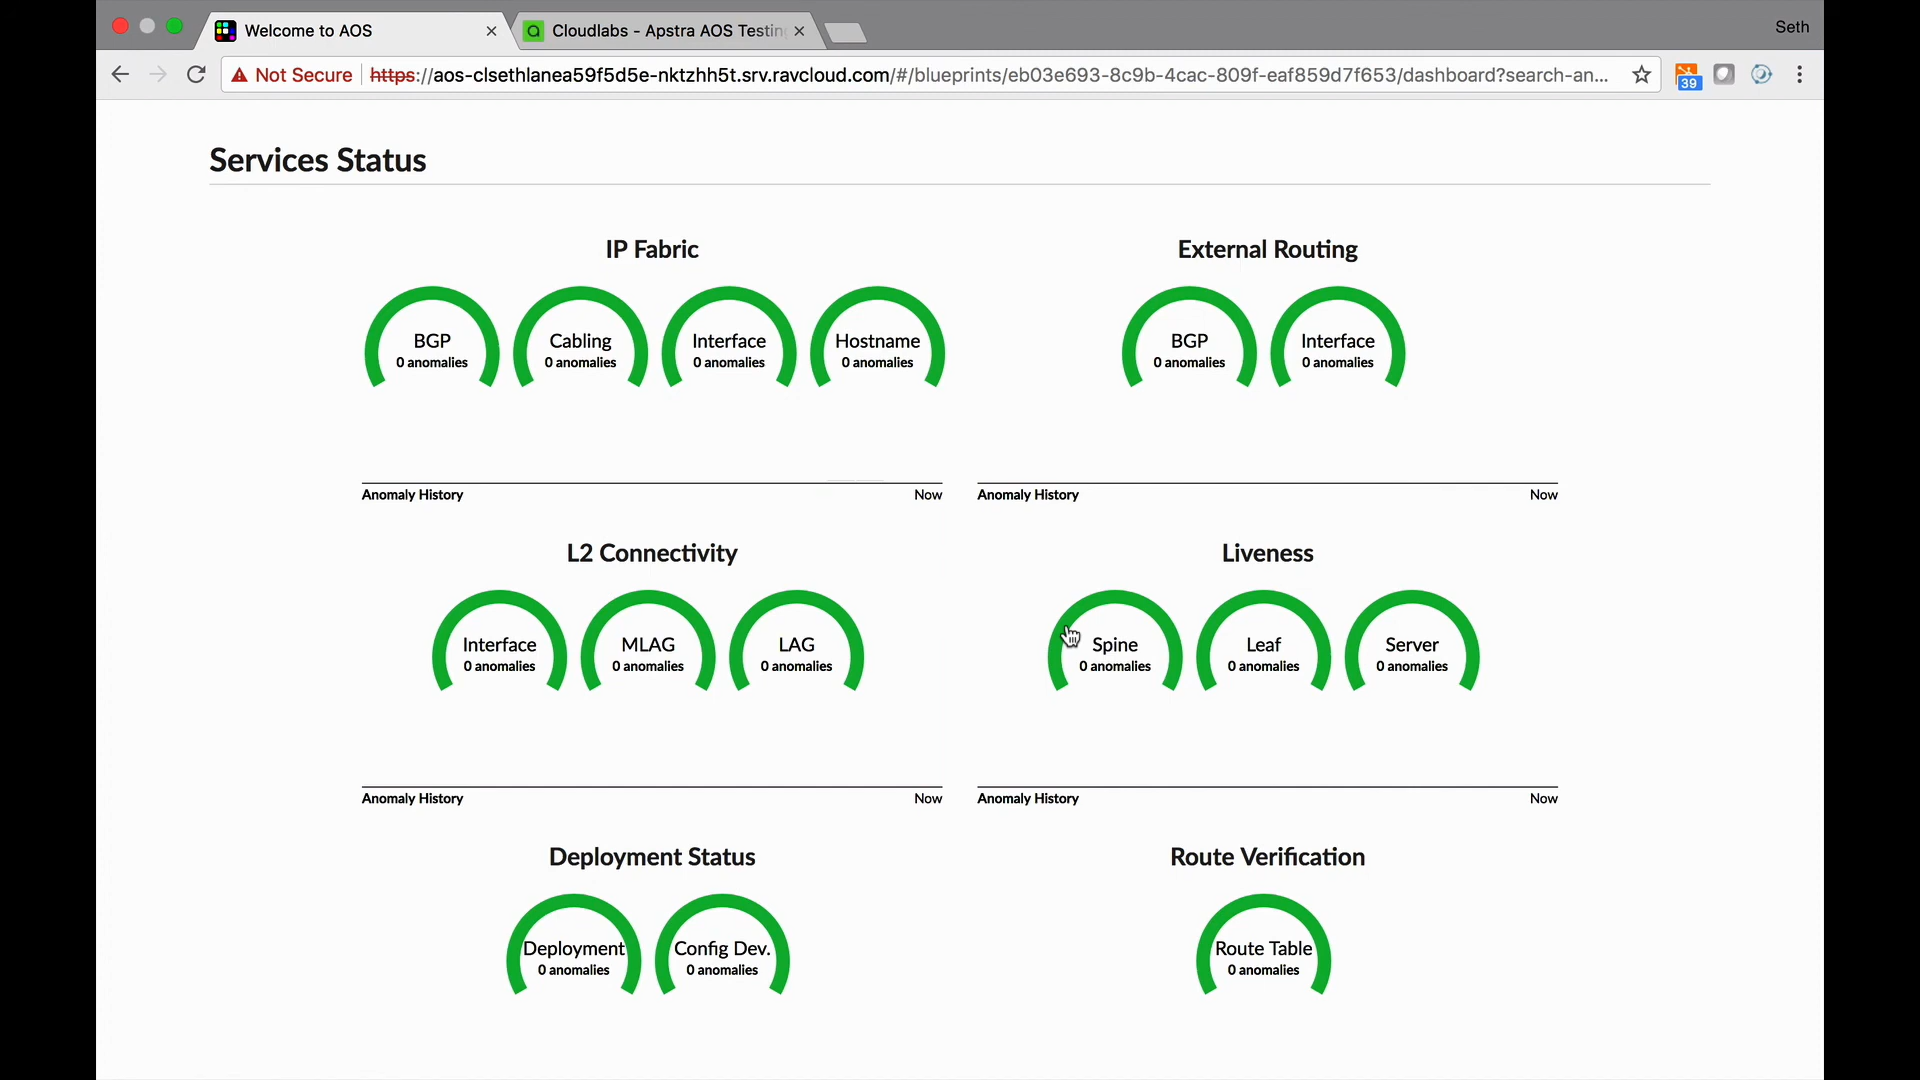 Welcome to AOS
Cloudlabs - Apstra AOS Testin
Seth
Not Secure
https://aos-clsethlanea59f5d5e-nktzhh5t.srv.ravcloud.com/#/blueprints/eb03e693-8c9b-4cac-809f-eaf859d7f653/dashboard?search-an...
39
Services Status
IP Fabric
BGP
0 anomalies
Cabling
0 anomalies
Interface
0 anomalies
Hostname
0 anomalies
Anomaly History
Now
External Routing
BGP
0 anomalies
Interface
0 anomalies
Anomaly History
Now
L2 Connectivity
Interface
0 anomalies
MLAG
0 anomalies
LAG
0 anomalies
Anomaly History
Now
Liveness
Spine
0 anomalies
Leaf
0 anomalies
Server
0 anomalies
Anomaly History
Now
Deployment Status
Deployment
0 anomalies
Config Dev.
0 anomalies
Route Verification
Route Table
0 anomalies